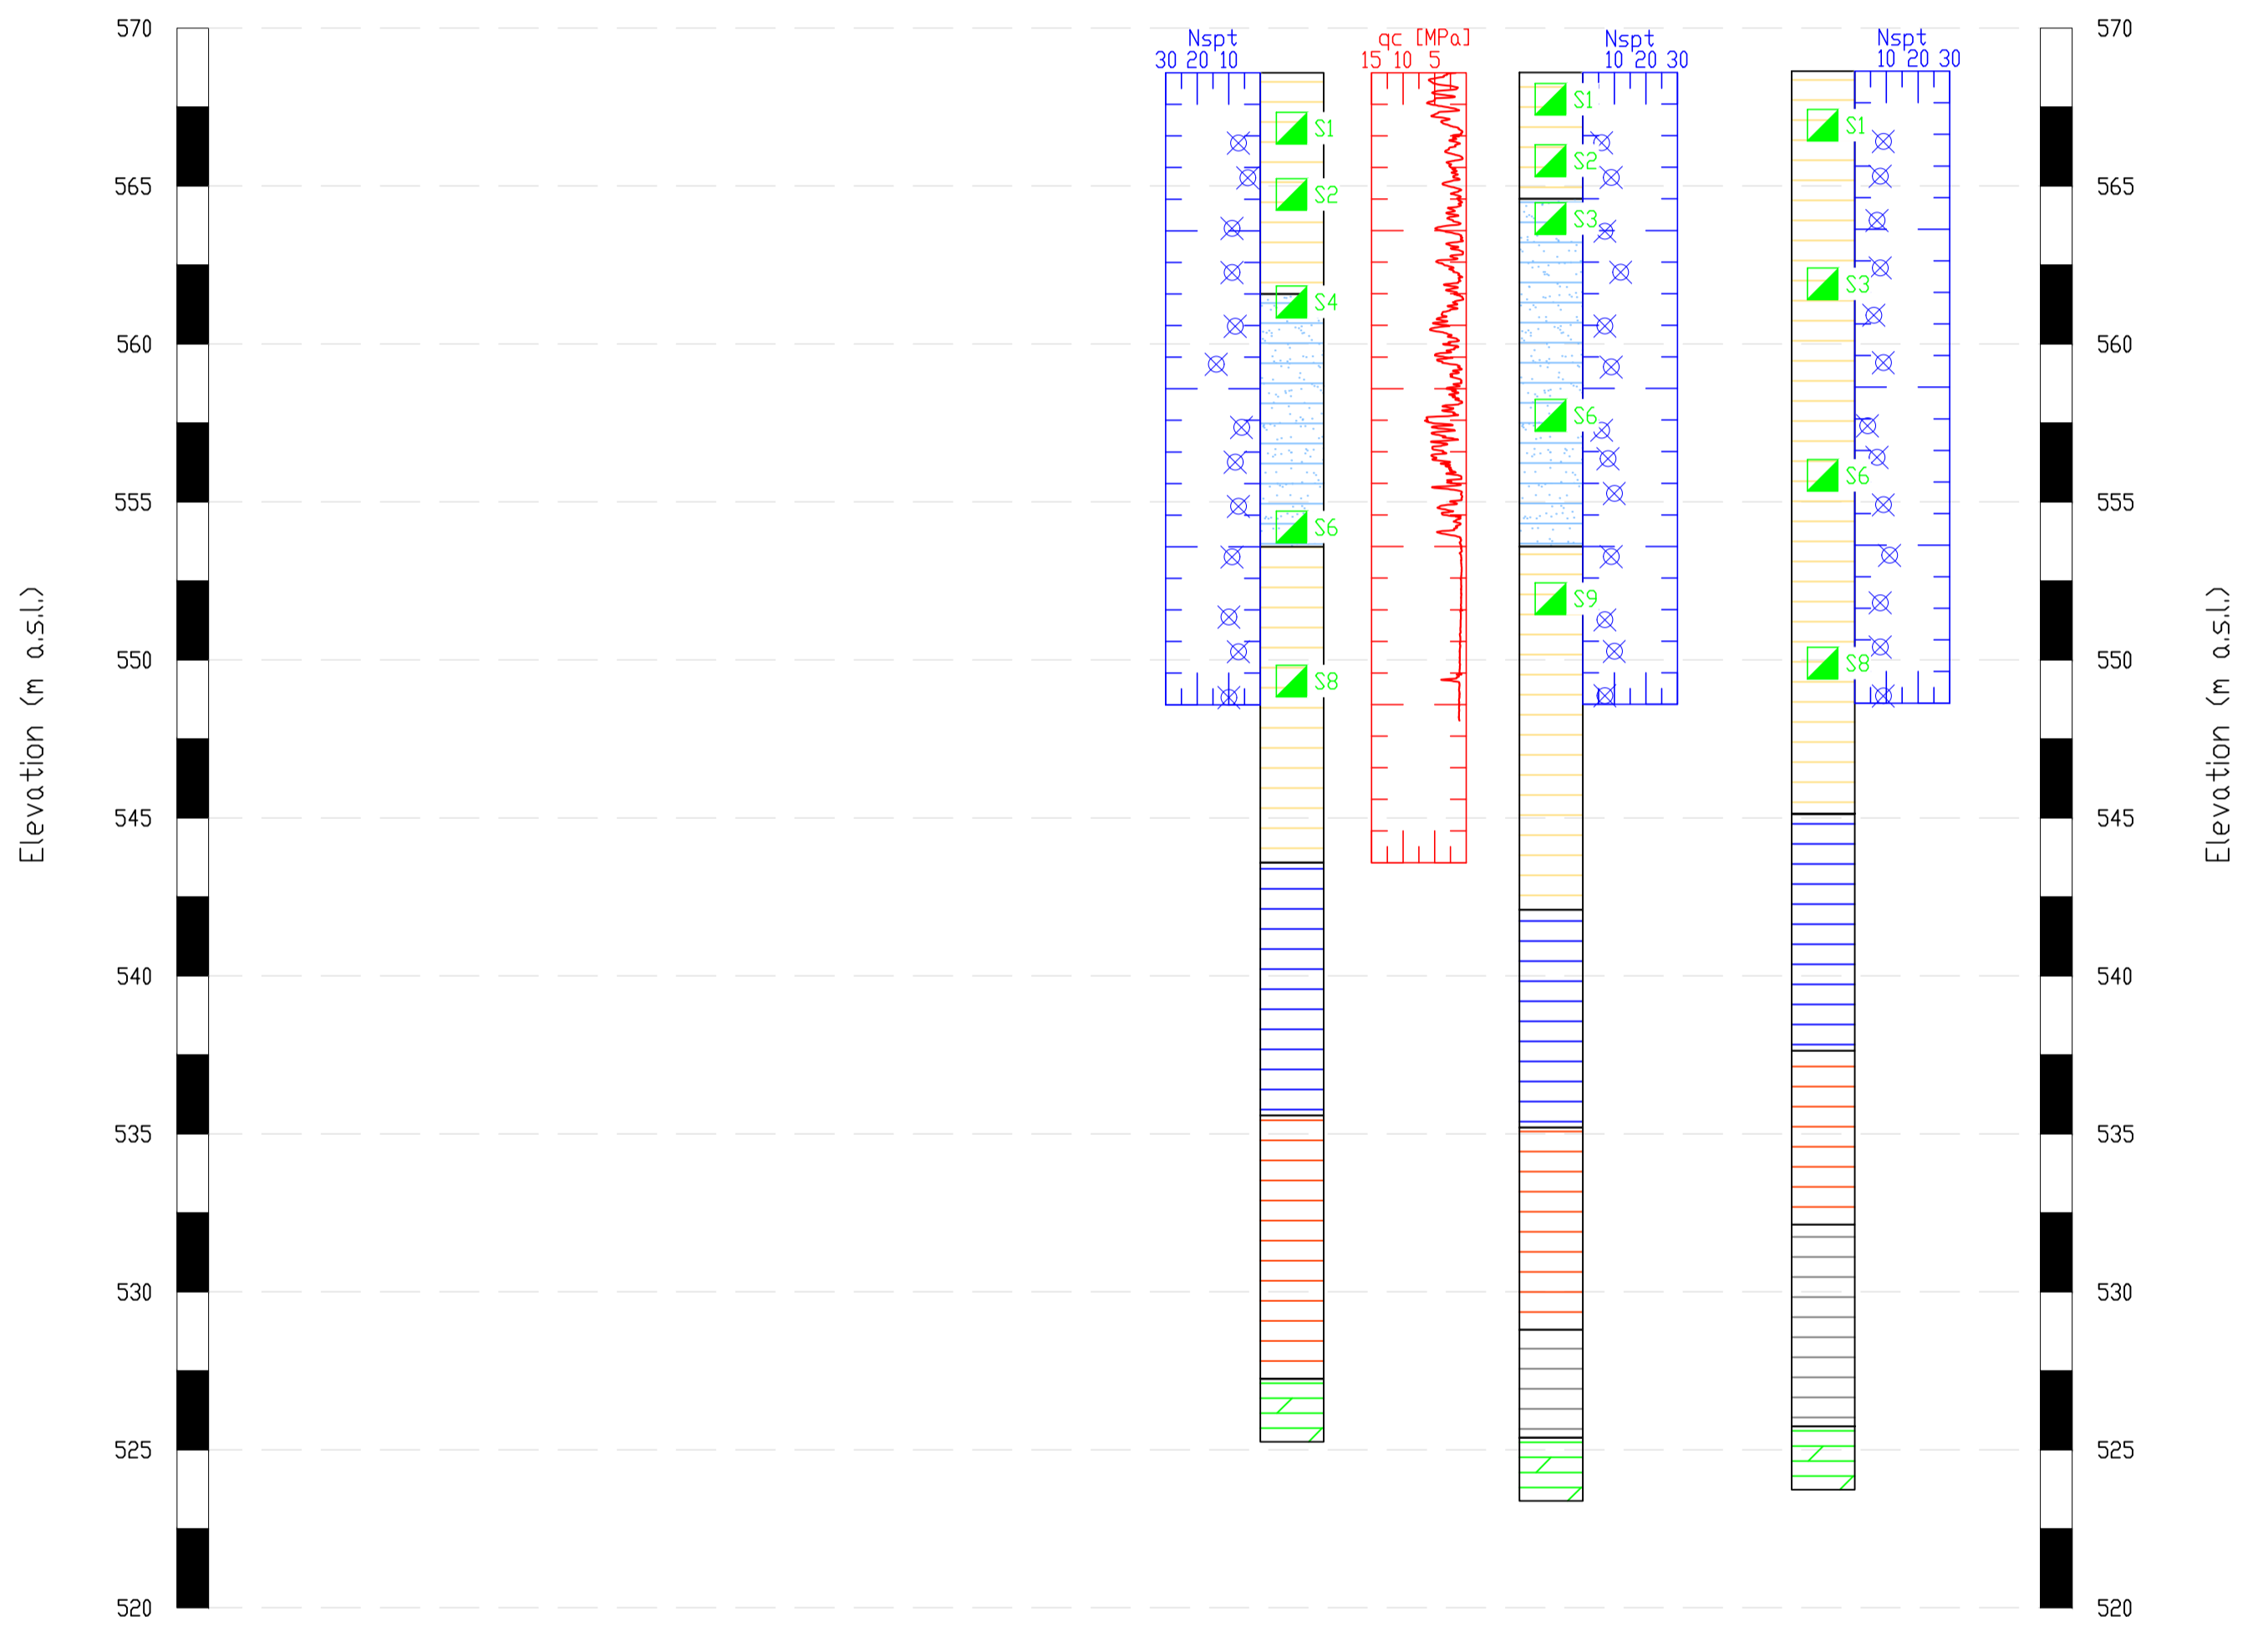 570
565
560
555
550
545
540
535
530
525
520
Elevation (m a.s.l.)
Nspt
30 20 10
S1
S2
S4
S6
S8
qc [MPa]
15 10 5
Nspt
10 20 30
S1
S2
S3
S6
S9
Nspt
10 20 30
S1
S3
S6
S8
570
565
560
555
550
545
540
535
530
525
520
Elevation (m a.s.l.)